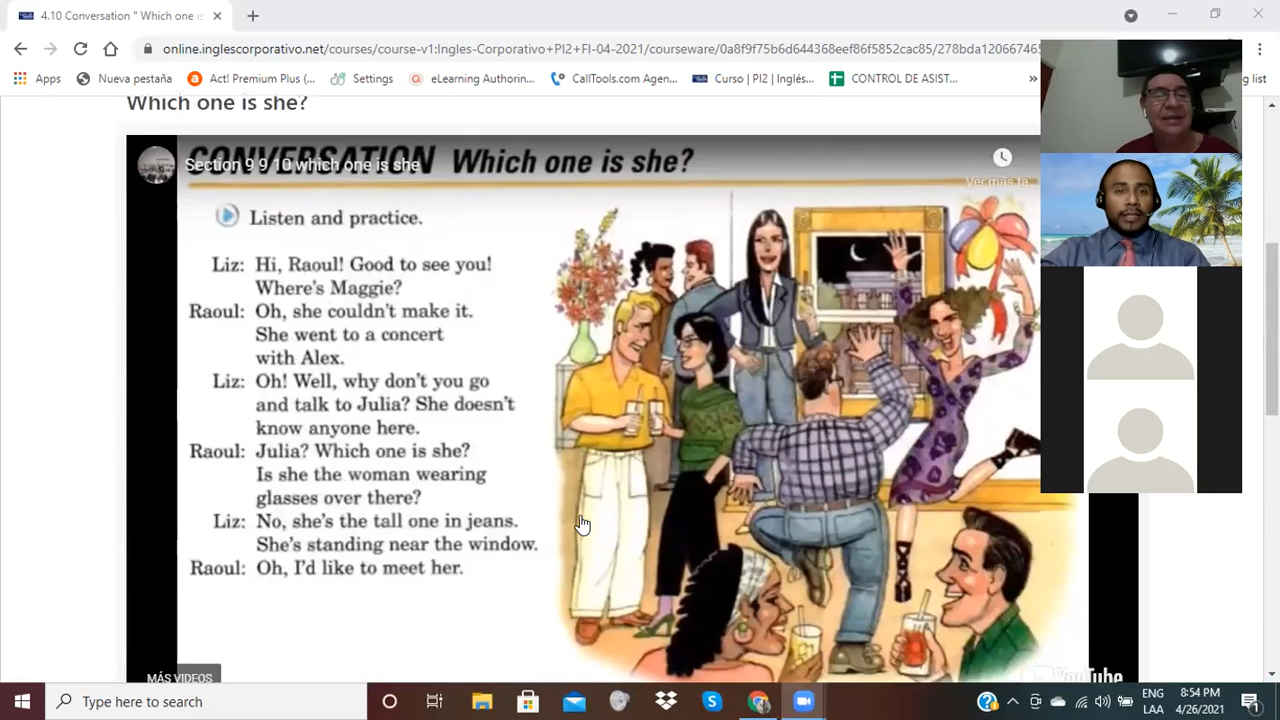 4.10 Conversation " Which one is
online.inglescorporativo.net/courses/course-v1:Ingles-Corporativo+PI2+FI-04-2021/courseware/0a8f9f75b6d644368eef86f5852cac85/278bda120667465
Apps Nueva pestaña Act! Premium Plus (... Settings eLearning Authorin... CallTools.com Agen... Curso | PI2 | Inglés... CONTROL DE ASIST... » ng list
Which one is she?
CONVERSATION Which one is she?
Section 9 9 10 which one is she
Ver más ta
Listen and practice.
Liz: Hi, Raoul! Good to see you!
Where's Maggie?
Raoul: Oh, she couldn't make it.
She went to a concert
with Alex.
Liz: Oh! Well, why don't you go
and talk to Julia? She doesn't
know anyone here.
Raoul: Julia? Which one is she?
Is she the woman wearing
glasses over there?
Liz: No, she's the tall one in jeans.
She's standing near the window.
Raoul: Oh, I'd like to meet her.
MÁS VIDEOS
YouTube
Type here to search
ENG 8:54 PM
LAA 4/26/2021